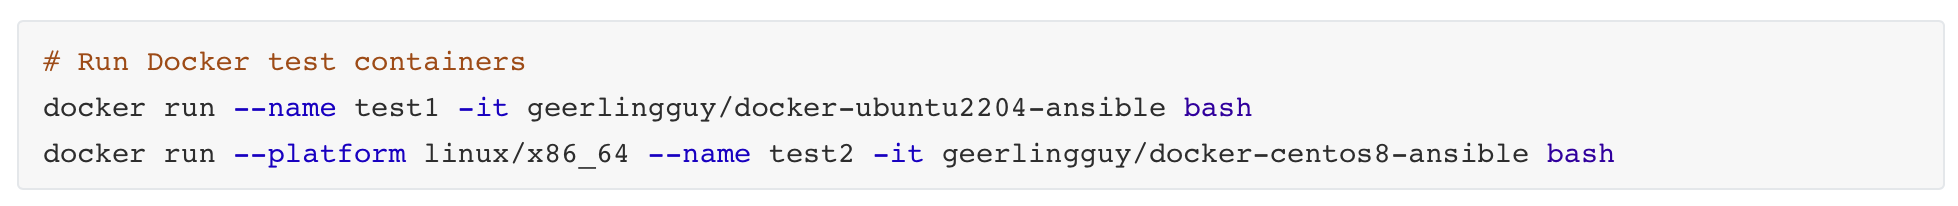 # Run Docker test containers
docker run --name test1 -it geerlingguy/docker-ubuntu2204-ansible bash
docker run --platform linux/x86_64 --name test2 -it geerlingguy/docker-centos8-ansible bash